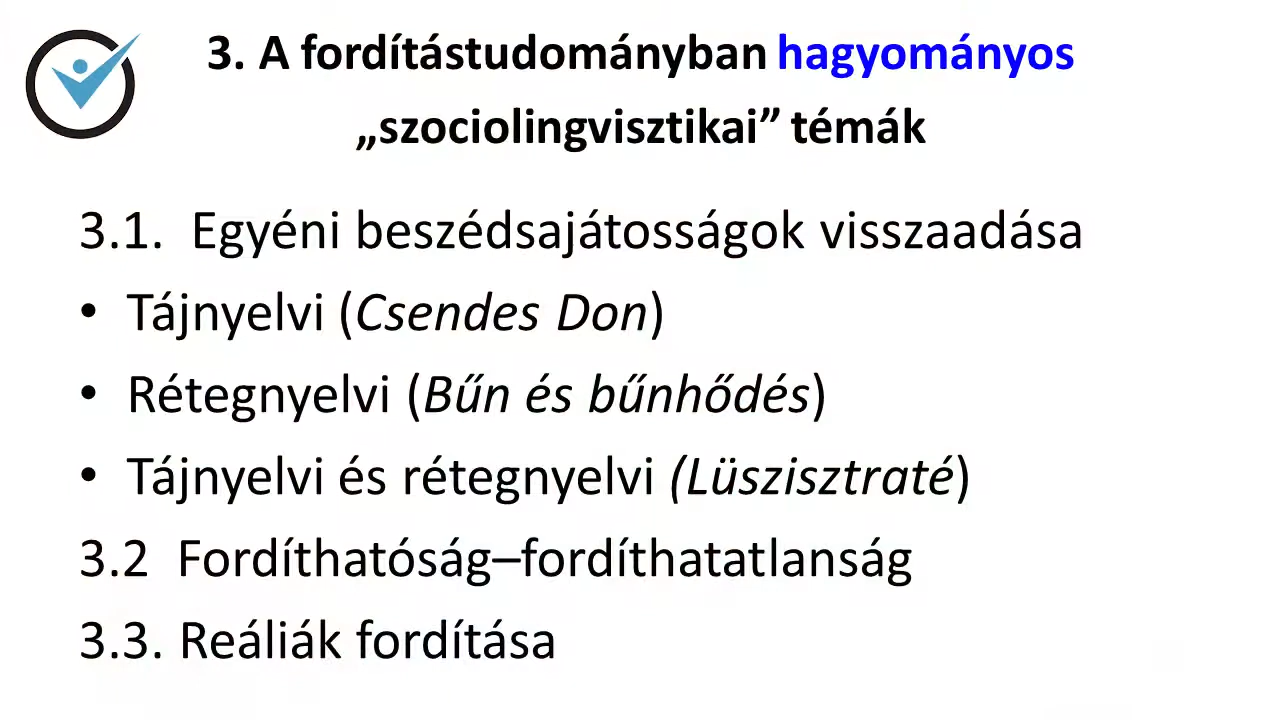 3. A fordítástudományban hagyományos
„szociolingvisztikai” témák
3.1. Egyéni beszédsajátosságok visszaadása
• Tájnyelvi (Csendes Don)
• Rétegnyelvi (Bűn és bűnhődés)
• Tájnyelvi és rétegnyelvi (Lüszisztraté)
3.2 Fordíthatóság–fordíthatatlanság
3.3. Reáliák fordítása